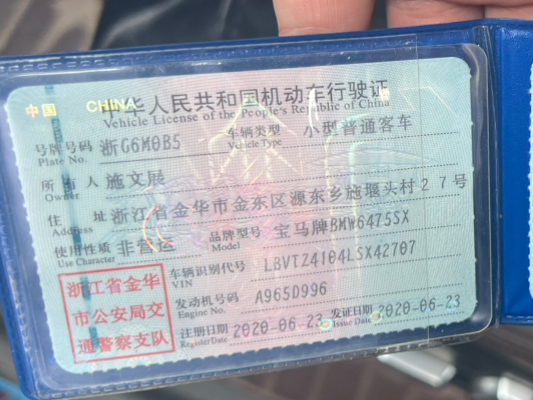 中国 CHINA
中华人民共和国机动车行驶证
Vehicle License of the People's Republic of China
号牌号码 浙G6M0B5 车辆类型 小型普通客车
Plate No. Vehicle Type
所有人 施文展
Owner
住址 浙江省金华市金东区源东乡施堰头村27号
Address
使用性质 非营运 品牌型号 宝马牌BMW6475SX
Use Character Model
浙江省金华 车辆识别代号 LBVTZ4104LSX42707
VIN
市公安局交 发动机号码 A965D996
Engine No.
通警察支队 注册日期 2020-06-23 发证日期 2020-06-23
Register Date Issue Date